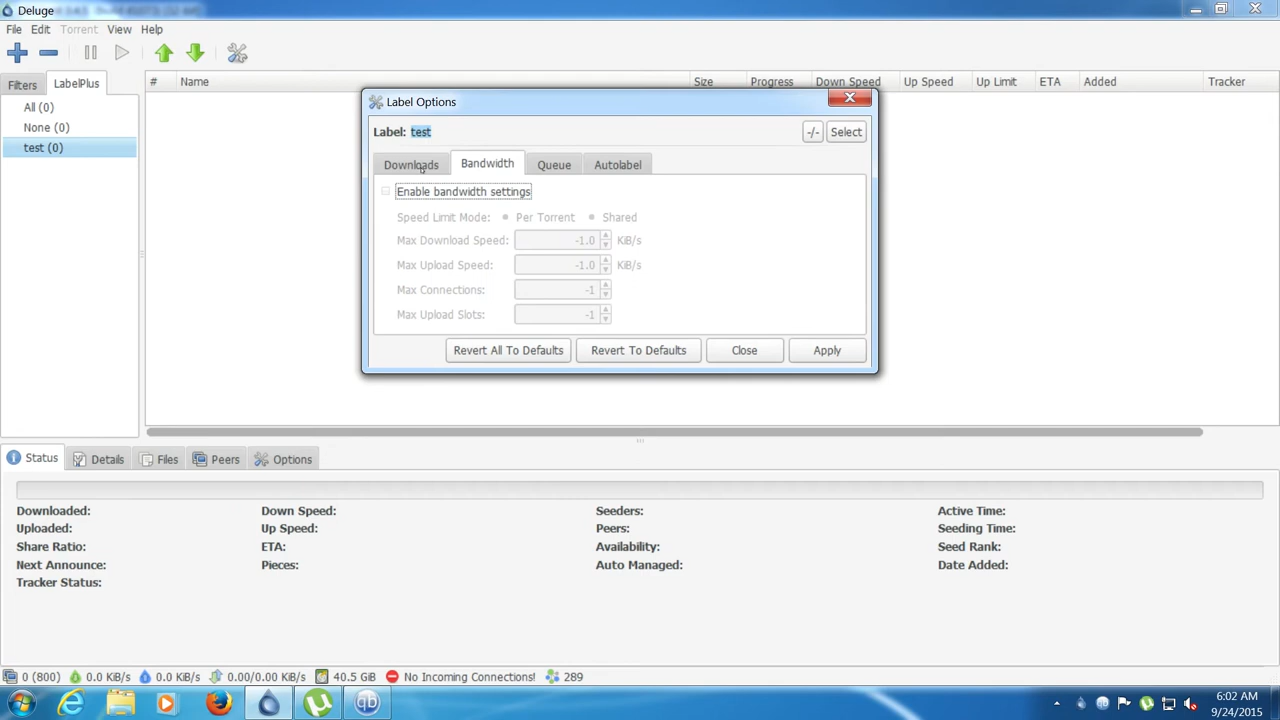 Deluge
File Edit Torrent View Help
Filters LabelPlus # Name Size Progress Down Speed Up Speed Up Limit ETA Added Tracker
All (0)
None (0)
test (0)
Label Options
Label: test -/- Select
Downloads Bandwidth Queue Autolabel
Enable bandwidth settings
Speed Limit Mode: Per Torrent Shared
Max Download Speed: -1.0 KiB/s
Max Upload Speed: -1.0 KiB/s
Max Connections: -1
Max Upload Slots: -1
Revert All To Defaults Revert To Defaults Close Apply
Status Details Files Peers Options
Downloaded: Down Speed: Seeders: Active Time:
Uploaded: Up Speed: Peers: Seeding Time:
Share Ratio: ETA: Availability: Seed Rank:
Next Announce: Pieces: Auto Managed: Date Added:
Tracker Status:
0 (800) 0.0 KiB/s 0.0 KiB/s 0.00/0.00 KiB/s 40.5 GiB No Incoming Connections! 289
qb
6:02 AM
9/24/2015